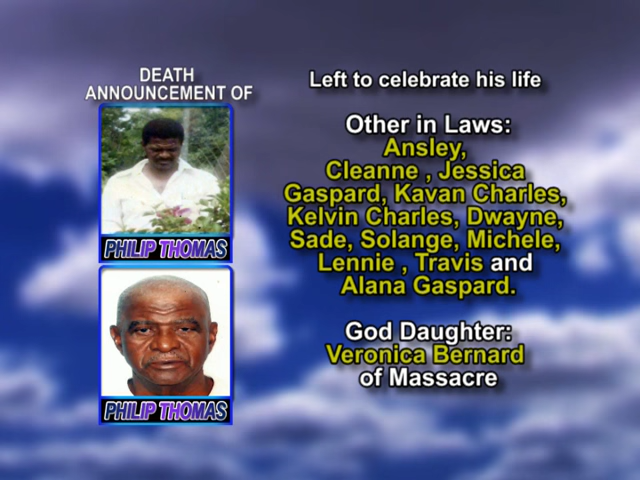 DEATH
ANNOUNCEMENT OF
PHILIP THOMAS
PHILIP THOMAS
Left to celebrate his life
Other in Laws:
Ansley,
Cleanne , Jessica
Gaspard, Kavan Charles,
Kelvin Charles, Dwayne,
Sade, Solange, Michele,
Lennie , Travis and
Alana Gaspard.
God Daughter:
Veronica Bernard
of Massacre